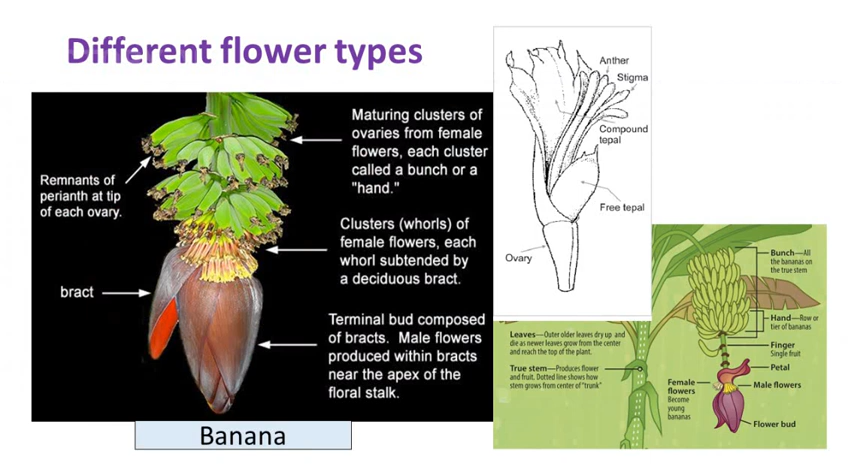 Different flower types
Remnants of
perianth at tip
of each ovary.
bract
Maturing clusters of
ovaries from female
flowers, each cluster
called a bunch or a
"hand."
Clusters (whorls) of
female flowers, each
whorl subtended by
a deciduous bract.
Terminal bud composed
of bracts. Male flowers
produced within bracts
near the apex of the
floral stalk.
Banana
Anther
Stigma
Compound
tepal
Free tepal
Ovary
Bunch—All
the bananas on
the true stem
Hand—Row or
tier of bananas
Finger
Single fruit
Petal
Male flowers
Flower bud
Leaves—Outer older leaves dry up and
die as newer leaves grow from the center
and reach the top of the plant.
True stem—Produces flower
and fruit. Dotted line shows how
stem grows from center of "trunk"
Female
flowers
Become
young
bananas